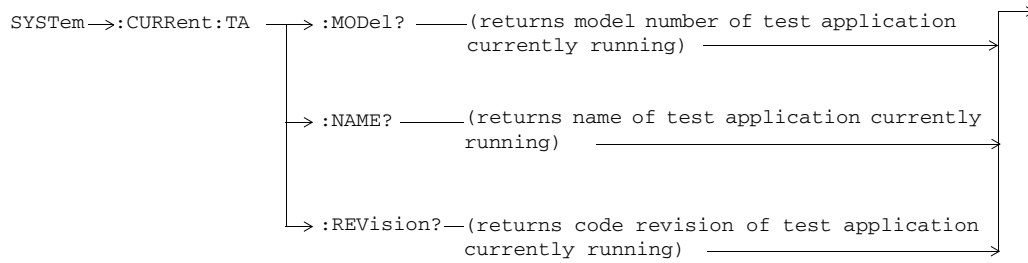 SYSTem :CURRent:TA :MODel? (returns model number of test application
currently running)
:NAME? (returns name of test application currently
running)
:REVision? (returns code revision of test application
currently running)